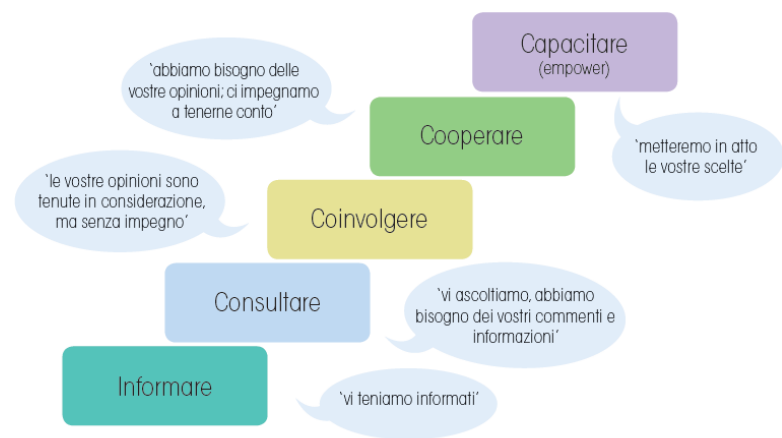 Capacitare
(empower)
‘abbiamo bisogno delle
vostre opinioni; ci impegnamo
a tenerne conto’
Cooperare
‘metteremo in atto
le vostre scelte’
‘le vostre opinioni sono
tenute in considerazione,
ma senza impegno’
Coinvolgere
Consultare
‘vi ascoltiamo, abbiamo
bisogno dei vostri commenti e
informazioni’
Informare
‘vi teniamo informati’